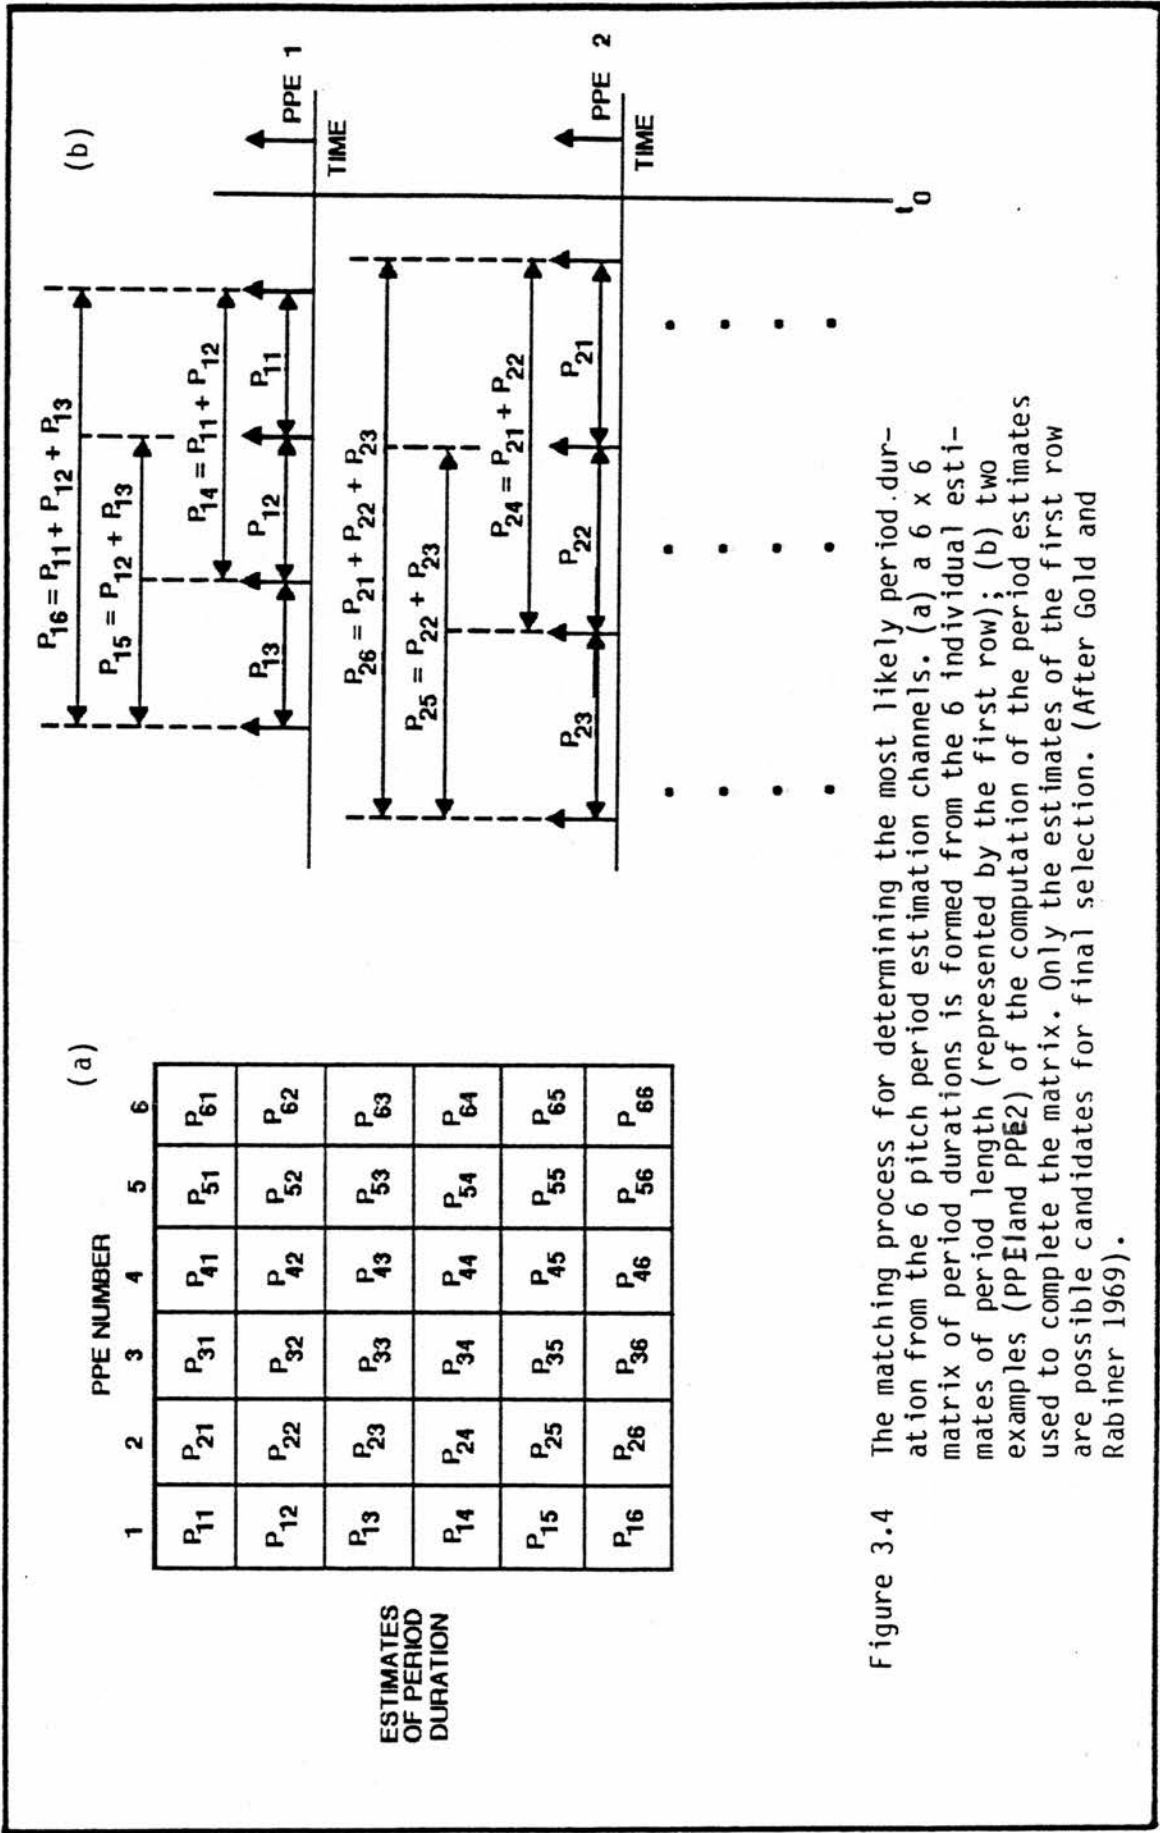 (a)
PPE NUMBER
1 2 3 4 5 6
ESTIMATES
OF PERIOD
DURATION
P11 P21 P31 P41 P51 P61
P12 P22 P32 P42 P52 P62
P13 P23 P33 P43 P53 P63
P14 P24 P34 P44 P54 P64
P15 P25 P35 P45 P55 P65
P16 P26 P36 P46 P56 P66
(b)
P16 = P11 + P12 + P13
P15 = P12 + P13
P14 = P11 + P12
P13 P12 P11
PPE 1
TIME
P26 = P21 + P22 + P23
P25 = P22 + P23
P24 = P21 + P22
P23 P22 P21
PPE 2
TIME
t0
Figure 3.4 The matching process for determining the most likely period dur-
ation from the 6 pitch period estimation channels. (a) a 6 x 6
matrix of period durations is formed from the 6 individual esti-
mates of period length (represented by the first row); (b) two
examples (PPE1and PPE2) of the computation of the period estimates
used to complete the matrix. Only the estimates of the first row
are possible candidates for final selection. (After Gold and
Rabiner 1969).